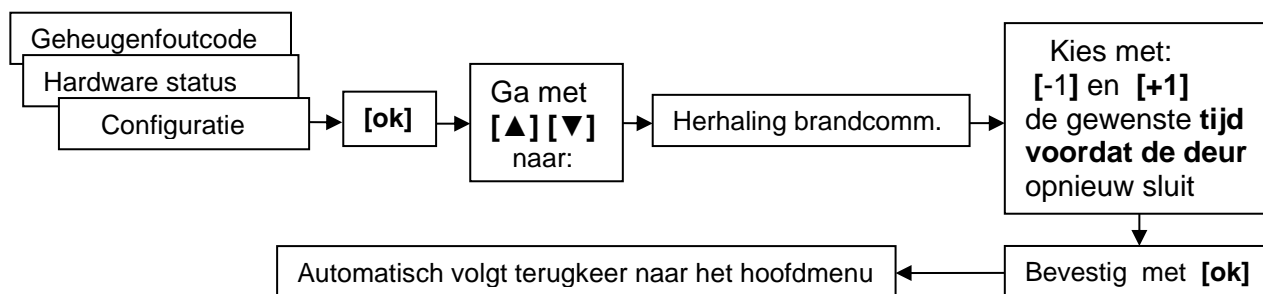 Geheugenfoutcode
Hardware status
Configuratie
[ok]
Ga met
[▲] [▼]
naar:
Herhaling brandcomm.
Kies met:
[-1] en [+1]
de gewenste tijd
voordat de deur
opnieuw sluit
Bevestig met [ok]
Automatisch volgt terugkeer naar het hoofdmenu